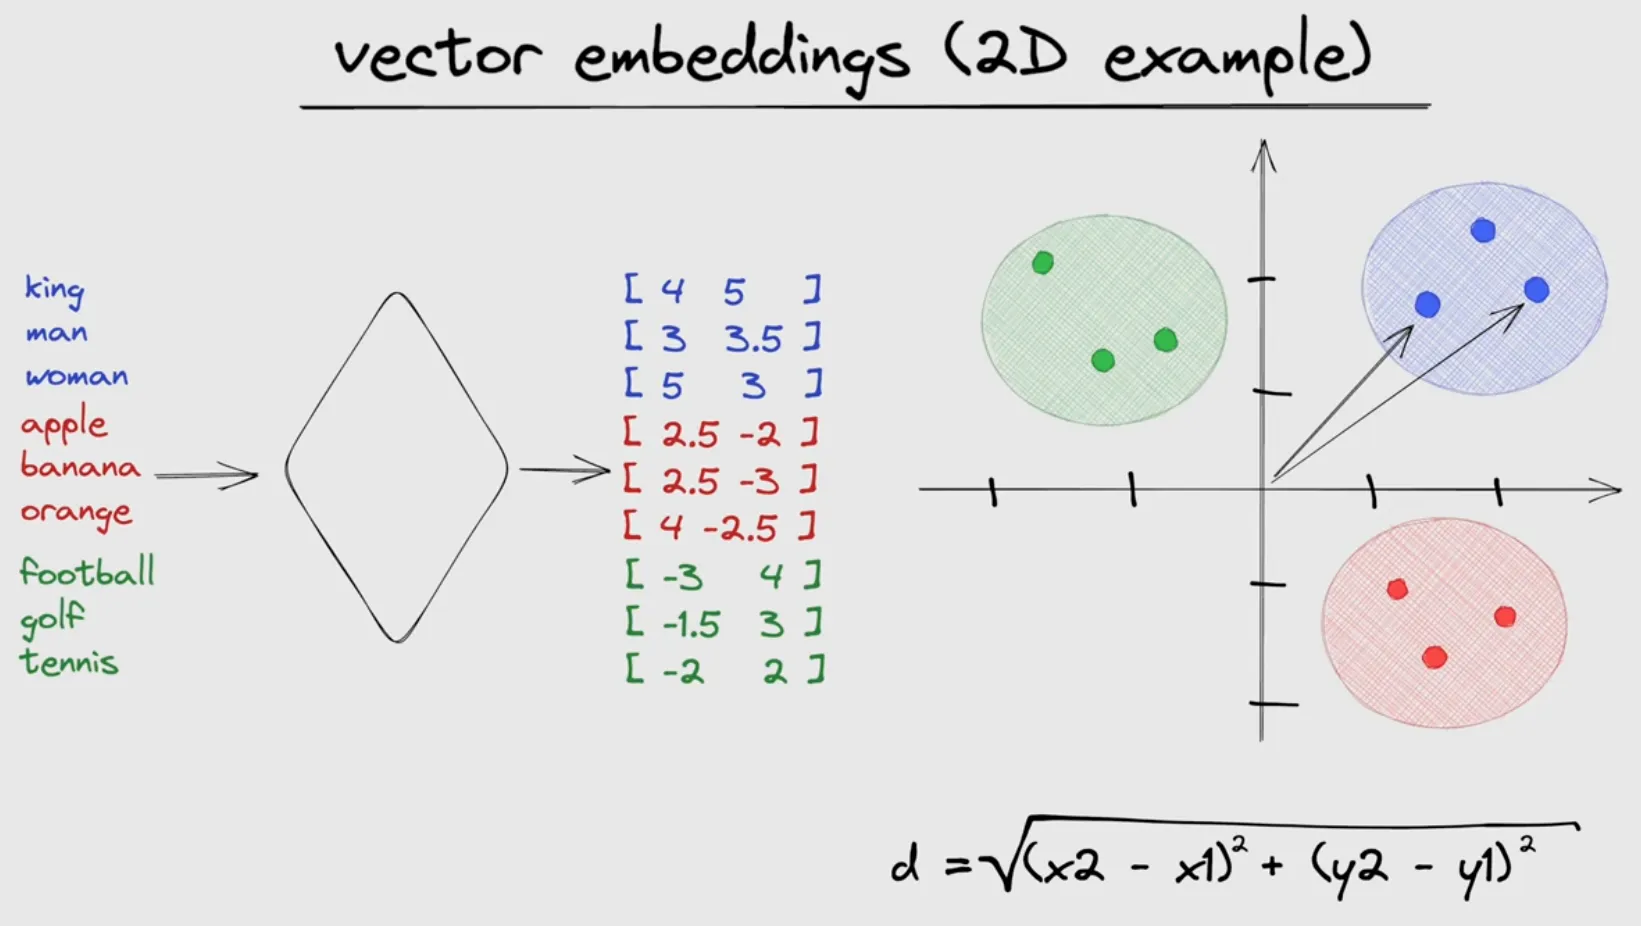 vector embeddings (2D example)
king
man
woman
apple
banana
orange
football
golf
tennis
[ 4 5 ]
[ 3 3.5 ]
[ 5 3 ]
[ 2.5 -2 ]
[ 2.5 -3 ]
[ 4 -2.5 ]
[ -3 4 ]
[ -1.5 3 ]
[ -2 2 ]
d = √(x2 - x1)² + (y2 - y1)²